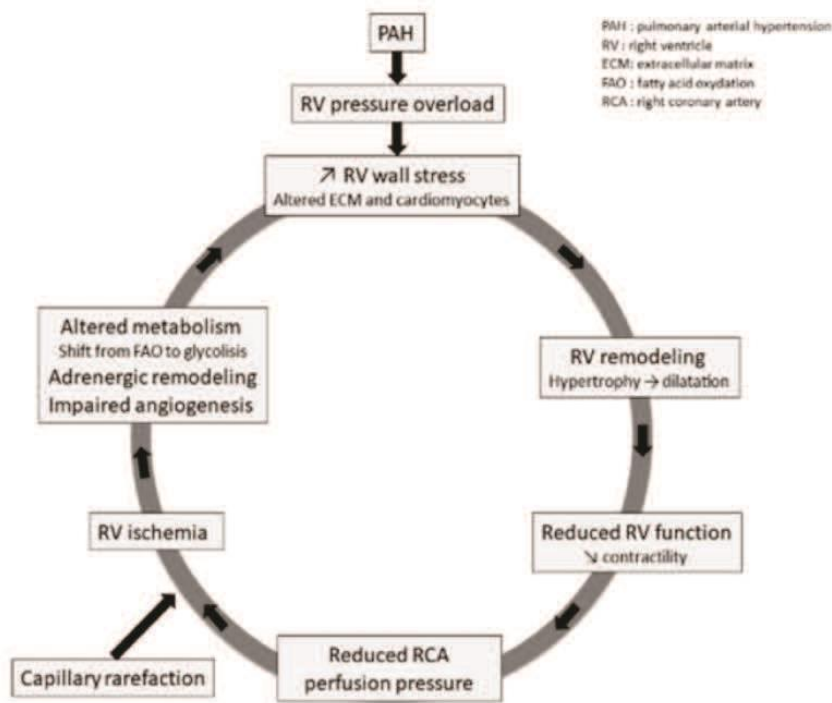 PAH
PAH : pulmonary arterial hypertension
RV : right ventricle
ECM: extracellular matrix
FAO : fatty acid oxydation
RCA : right coronary artery
RV pressure overload
↗ RV wall stress
Altered ECM and cardiomyocytes
RV remodeling
Hypertrophy → dilatation
Reduced RV function
↘ contractility
Reduced RCA
perfusion pressure
Capillary rarefaction
RV ischemia
Altered metabolism
Shift from FAO to glycolisis
Adrenergic remodeling
Impaired angiogenesis